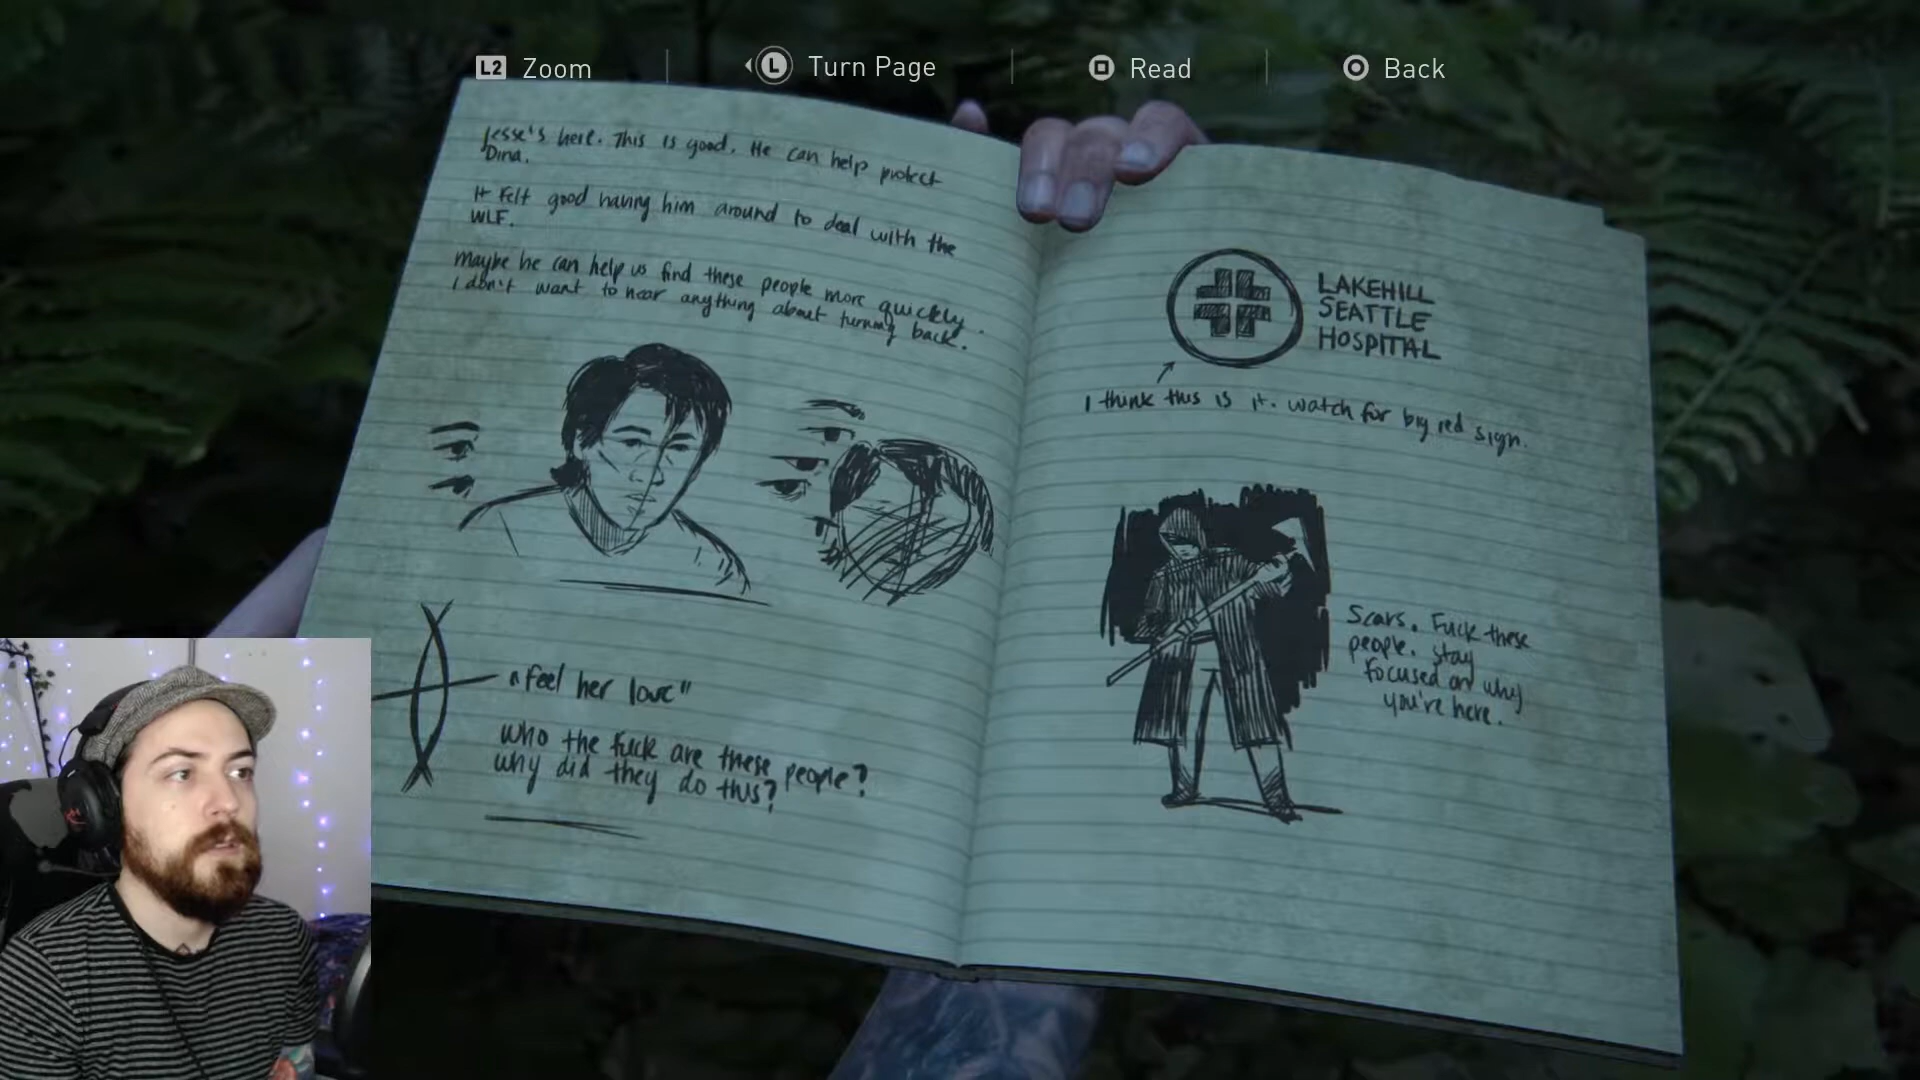 L2 Zoom
L Turn Page
Read
Back
Jesse's here. This is good. He can help protect
Dina.
It felt good having him around to deal with the
WLF.
Maybe he can help us find these people more quickly.
I don't want to hear anything about turning back.
"Feel her love"
Who the fuck are these people?
Why did they do this?
LAKEHILL
SEATTLE
HOSPITAL
I think this is it. Watch for big red sign.
Scars. Fuck these
people. Stay
focused on why
you're here.